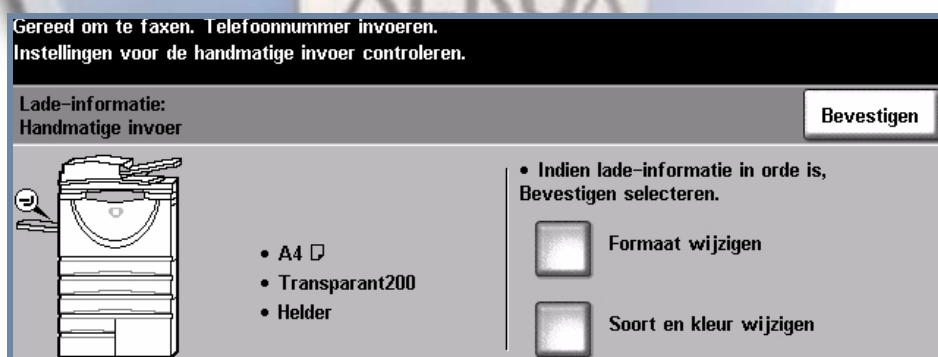 XEROX
Gereed om te faxen. Telefoonnummer invoeren.
Instellingen voor de handmatige invoer controleren.
Lade-informatie:
Handmatige invoer
Bevestigen
• A4
• Transparant200
• Helder
• Indien lade-informatie in orde is,
Bevestigen selecteren.
Formaat wijzigen
Soort en kleur wijzigen